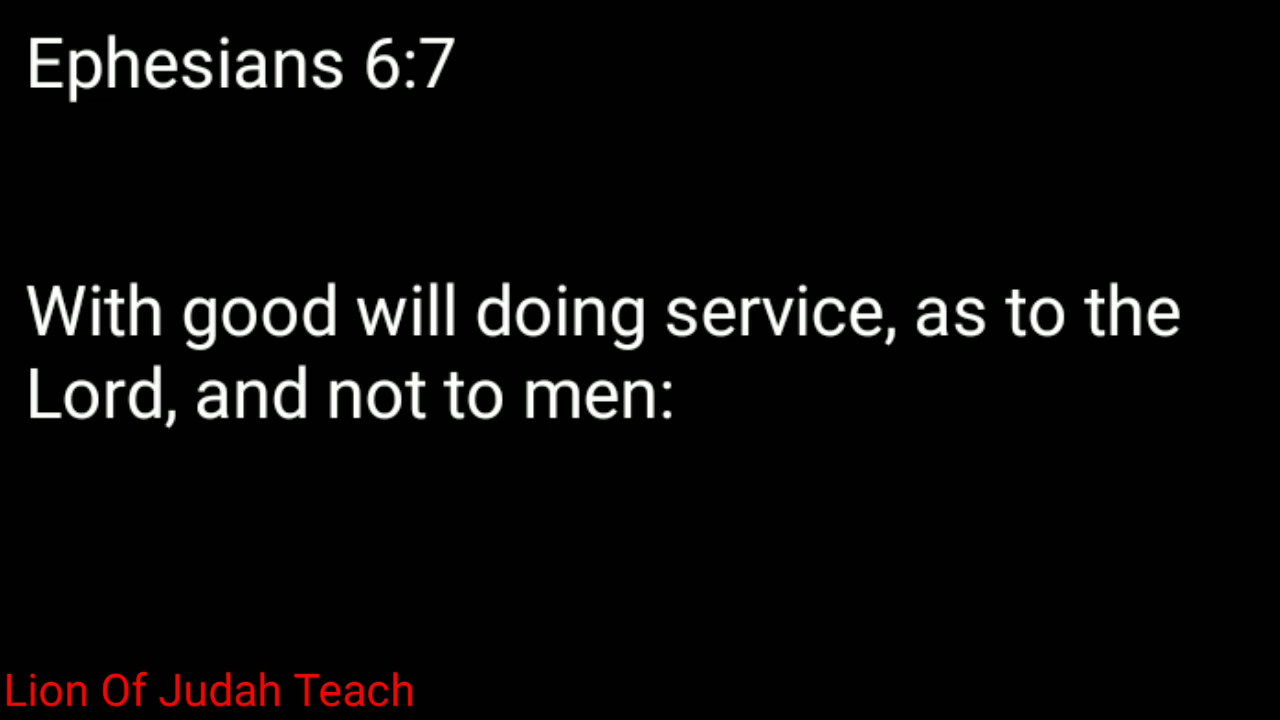 Ephesians 6:7
With good will doing service, as to the
Lord, and not to men:
Lion Of Judah Teach